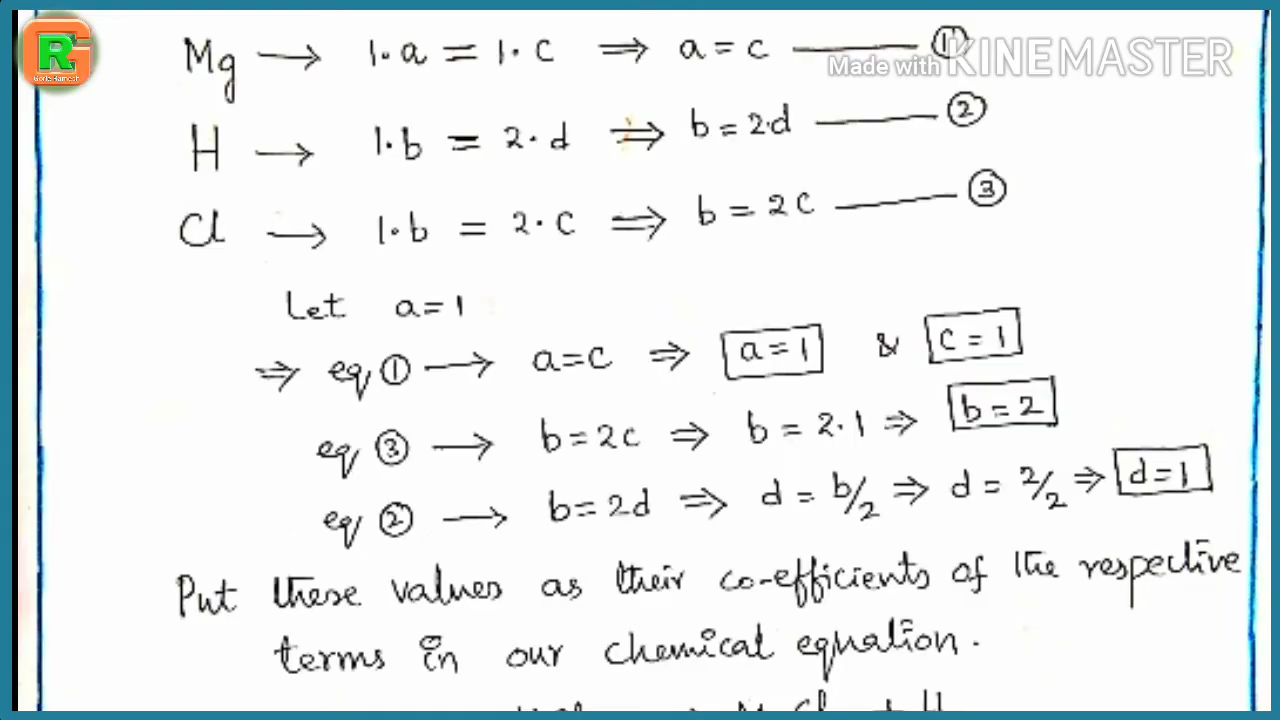 Mg → 1·a = 1·c ⇒ a = c —— ①
Made with KINEMASTER
H → 1·b = 2·d ⇒ b = 2·d —— ②
Cl → 1·b = 2·c ⇒ b = 2c —— ③
Let a = 1
⇒ eq ① → a = c ⇒ a = 1 & c = 1
eq ③ → b = 2c ⇒ b = 2·1 ⇒ b = 2
eq ② → b = 2d ⇒ d = b/2 ⇒ d = 2/2 ⇒ d = 1
Put these values as their co-efficients of the respective
terms in our chemical equation.